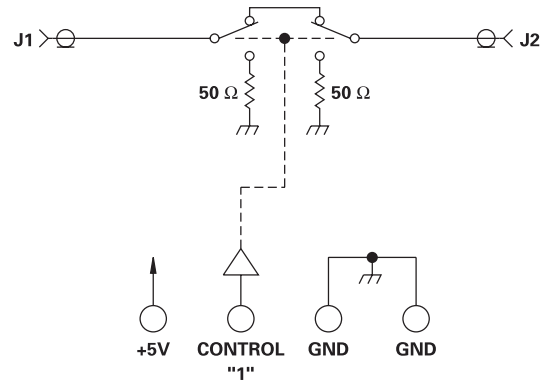 J1
J2
50 Ω
50 Ω
+5V
CONTROL
"1"
GND
GND